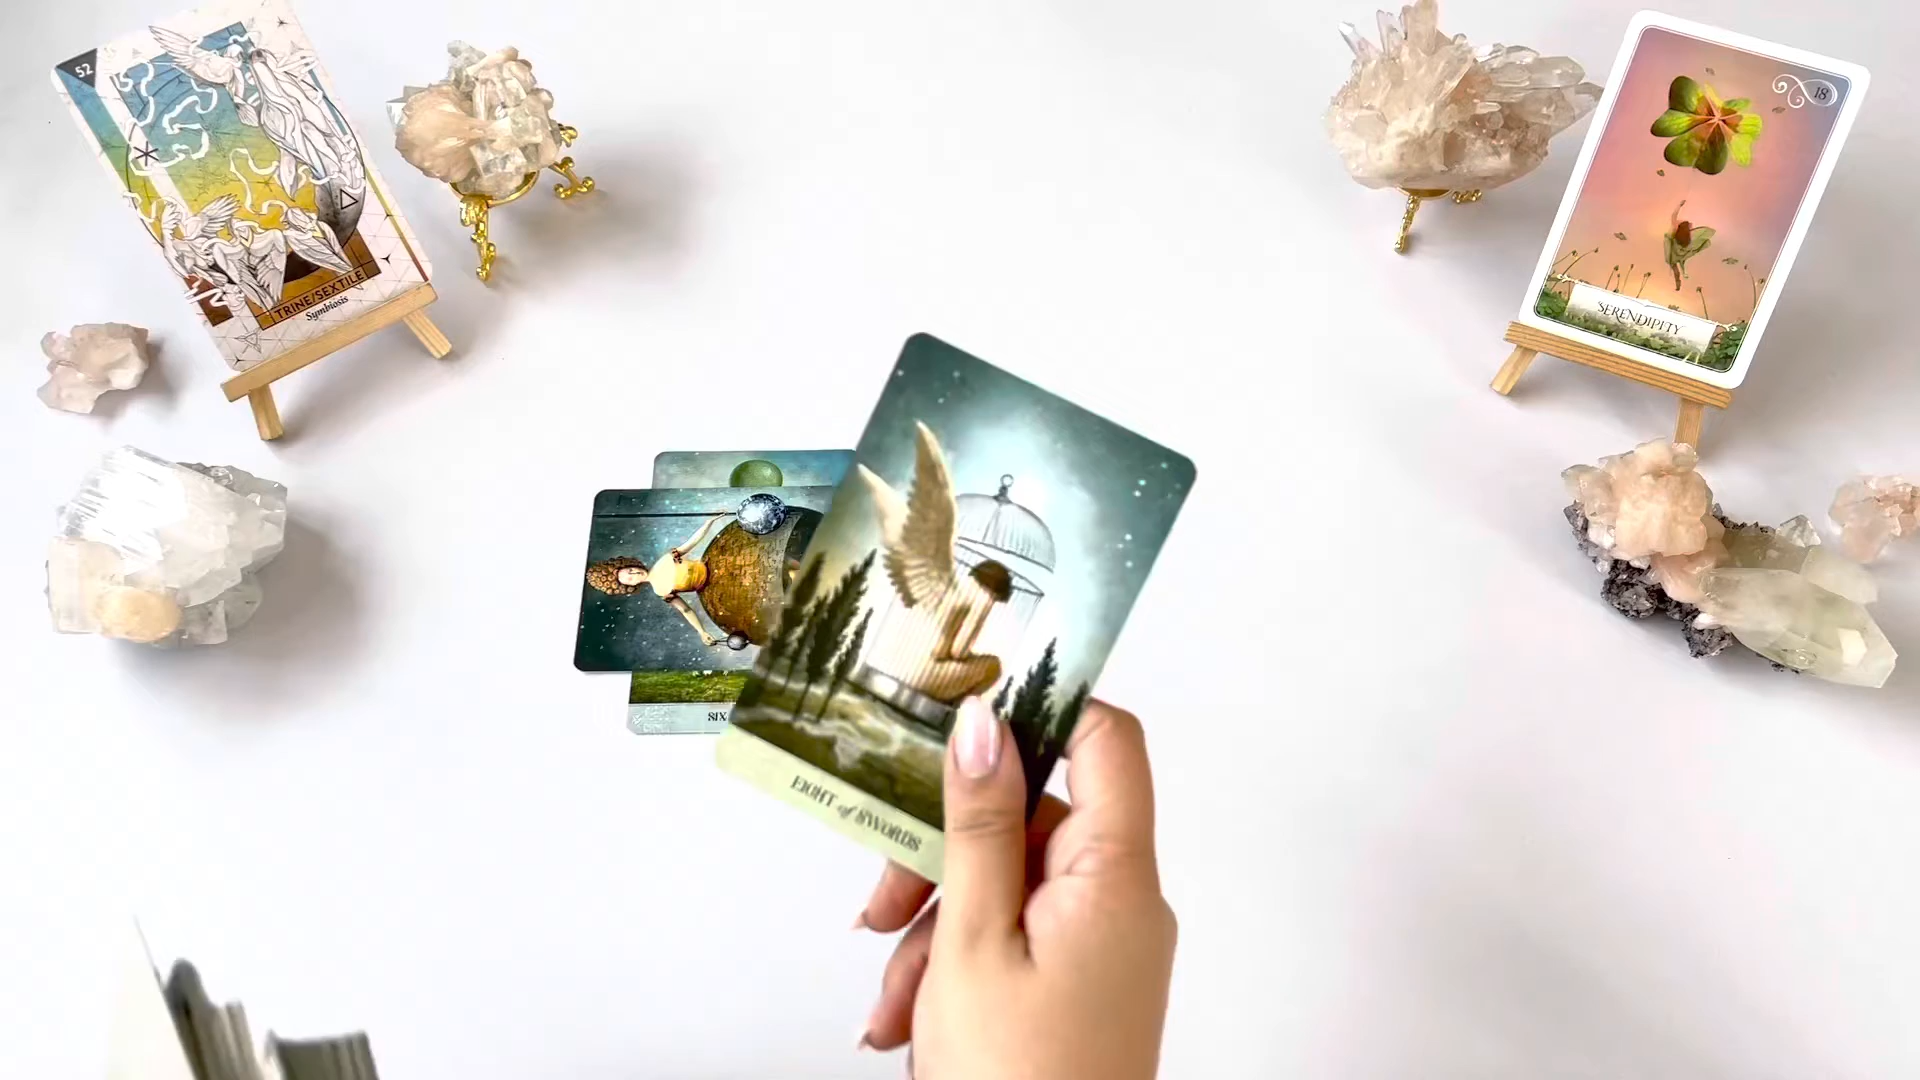 52
TRINE/SEXTILE
Symbiosis
18
SERENDIPITY
SIX
EIGHT of SWORDS